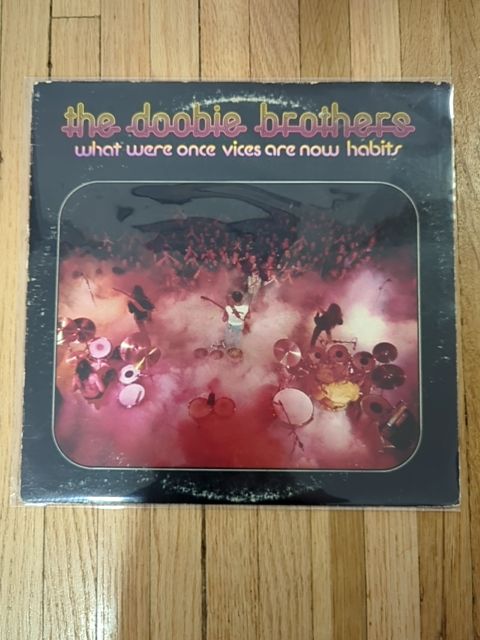 the doobie brothers
what were once vices are now habits